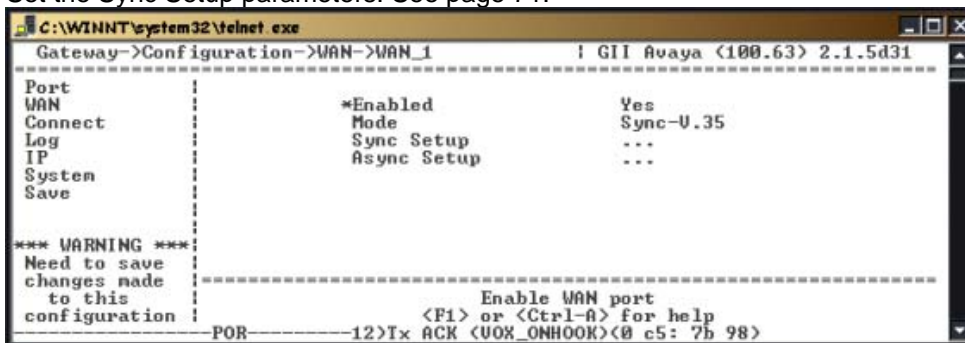 C:\WINNT\system32\telnet.exe
Gateway->Configuration->WAN->WAN_1 | GII Avaya (100.63) 2.1.5d31
Port
WAN *Enabled Yes
Connect Mode Sync-V.35
Log Sync Setup ...
IP Async Setup ...
System
Save
*** WARNING ***
Need to save
changes made
to this Enable WAN port
configuration <F1> or <Ctrl-A> for help
-POR----------12)Tx ACK (VOX_ONHOOK)(0 c5: 7b 98)